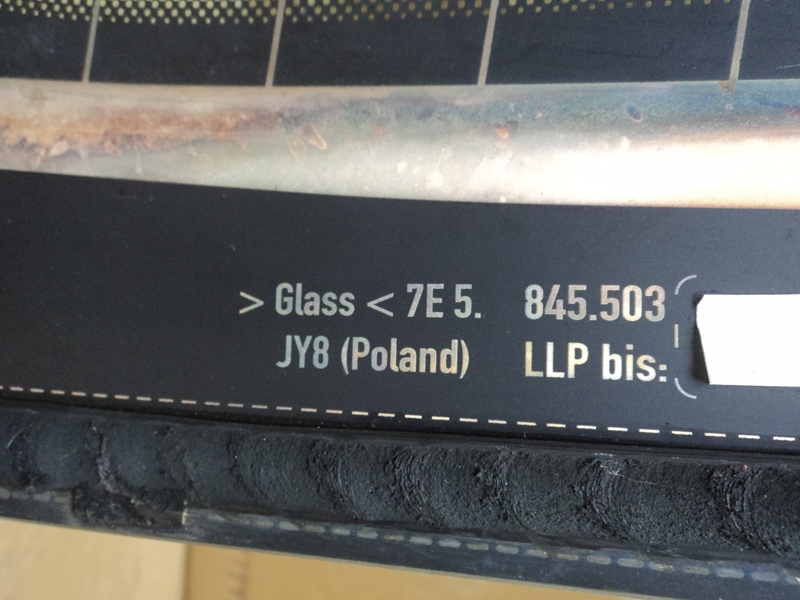 > Glass < 7E 5. 845.503
JY8 (Poland) LLP bis: